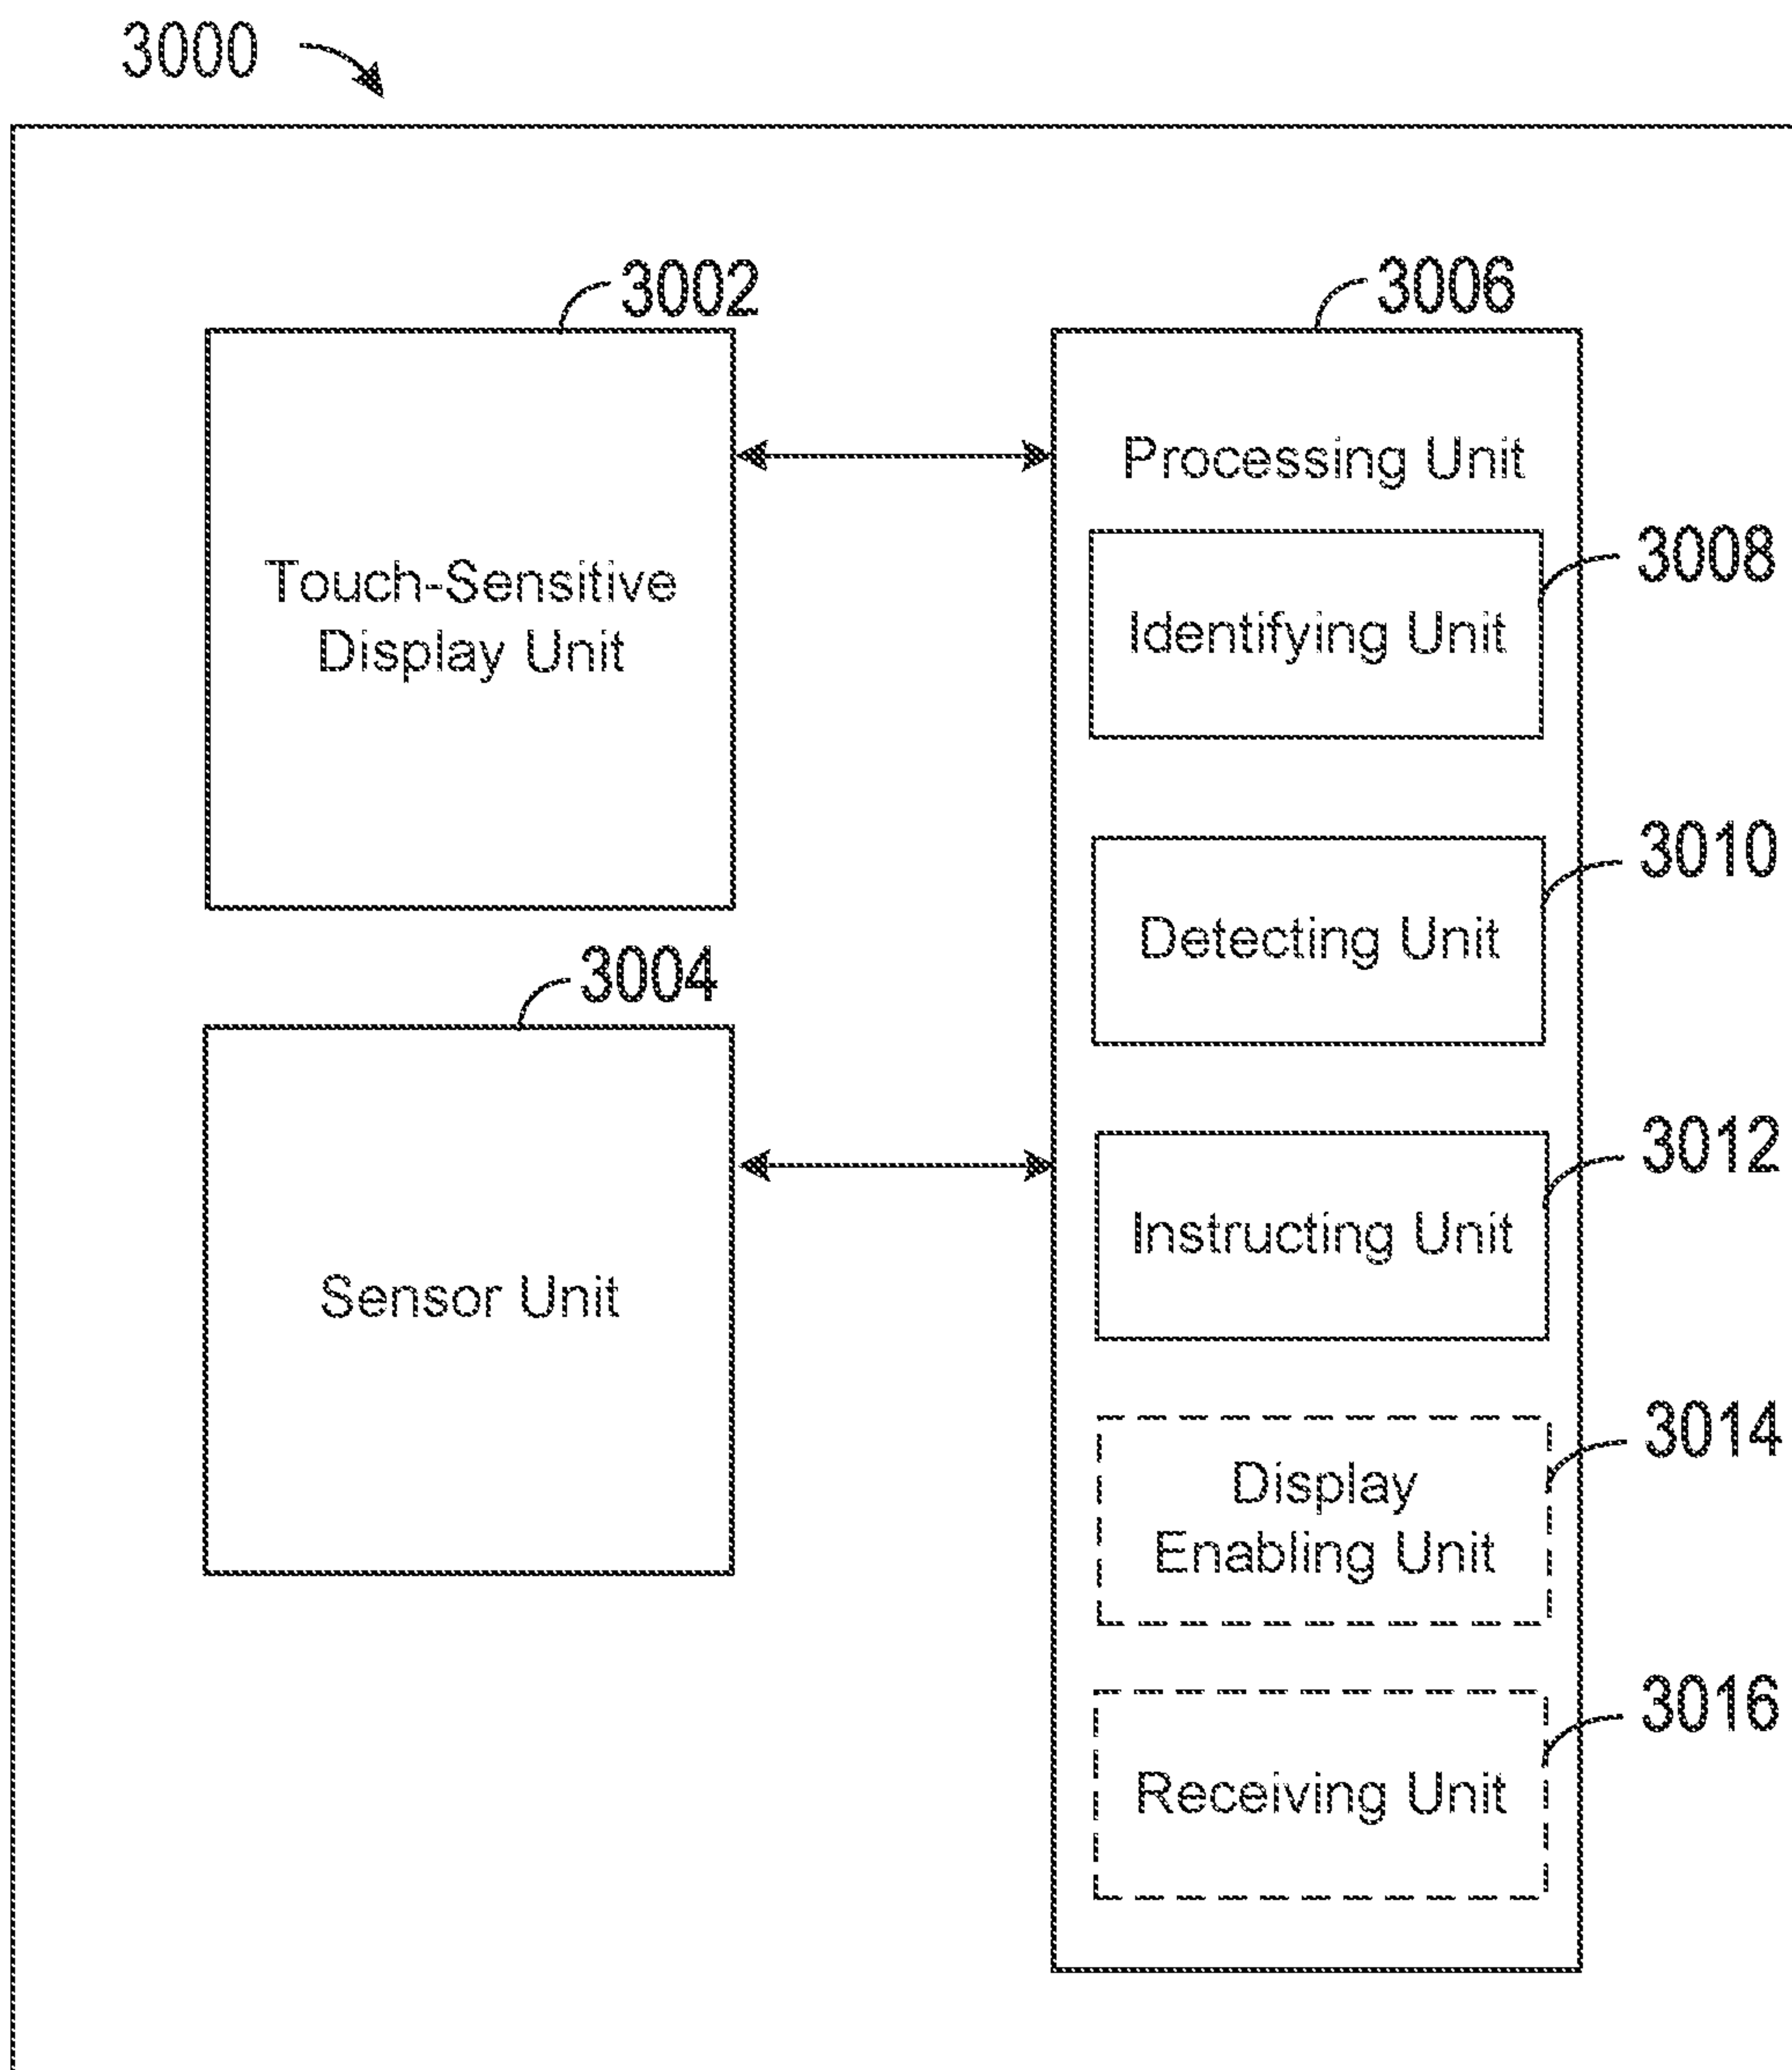 3000
3002
3006
Touch-Sensitive
Display Unit
Processing Unit
3008
Identifying Unit
3010
Detecting Unit
3004
Sensor Unit
3012
Instructing Unit
3014
Display
Enabling Unit
3016
Receiving Unit